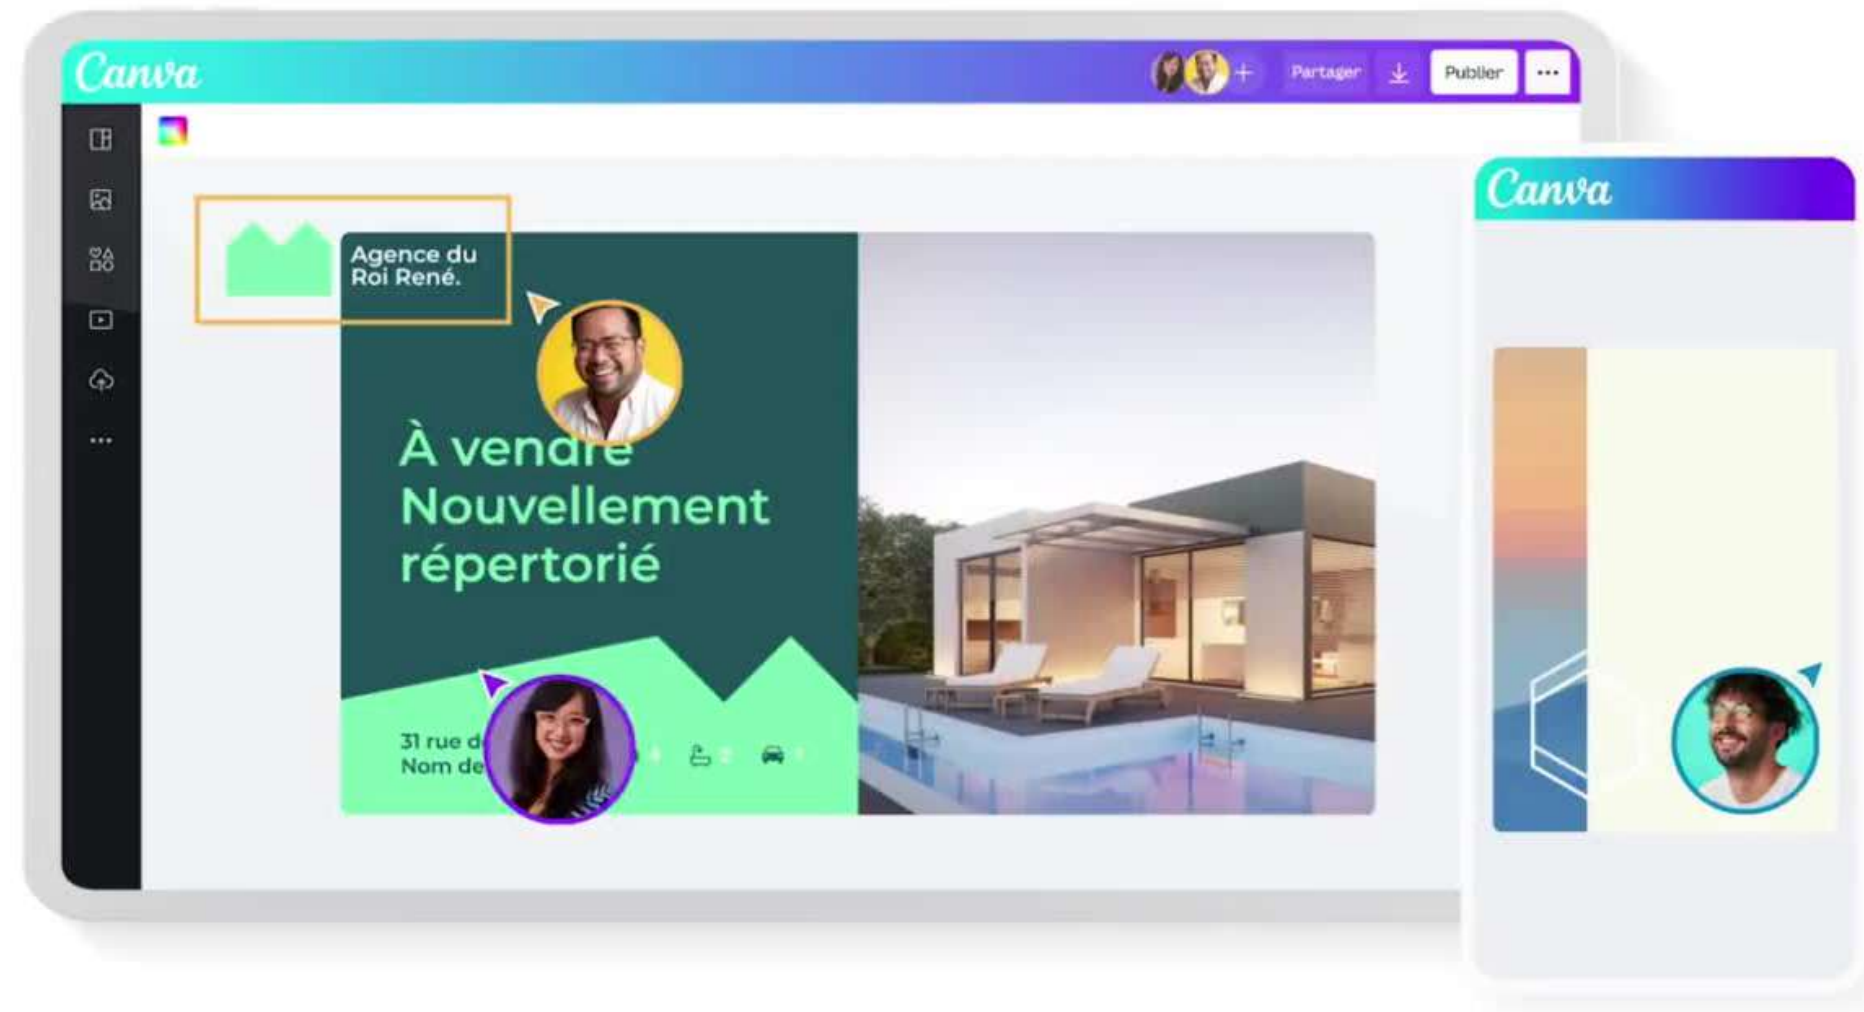 Canva
Partager
Publier
Canva
Agence du
Roi René.
À vendre
Nouvellement
répertorié
31 rue
Nom de